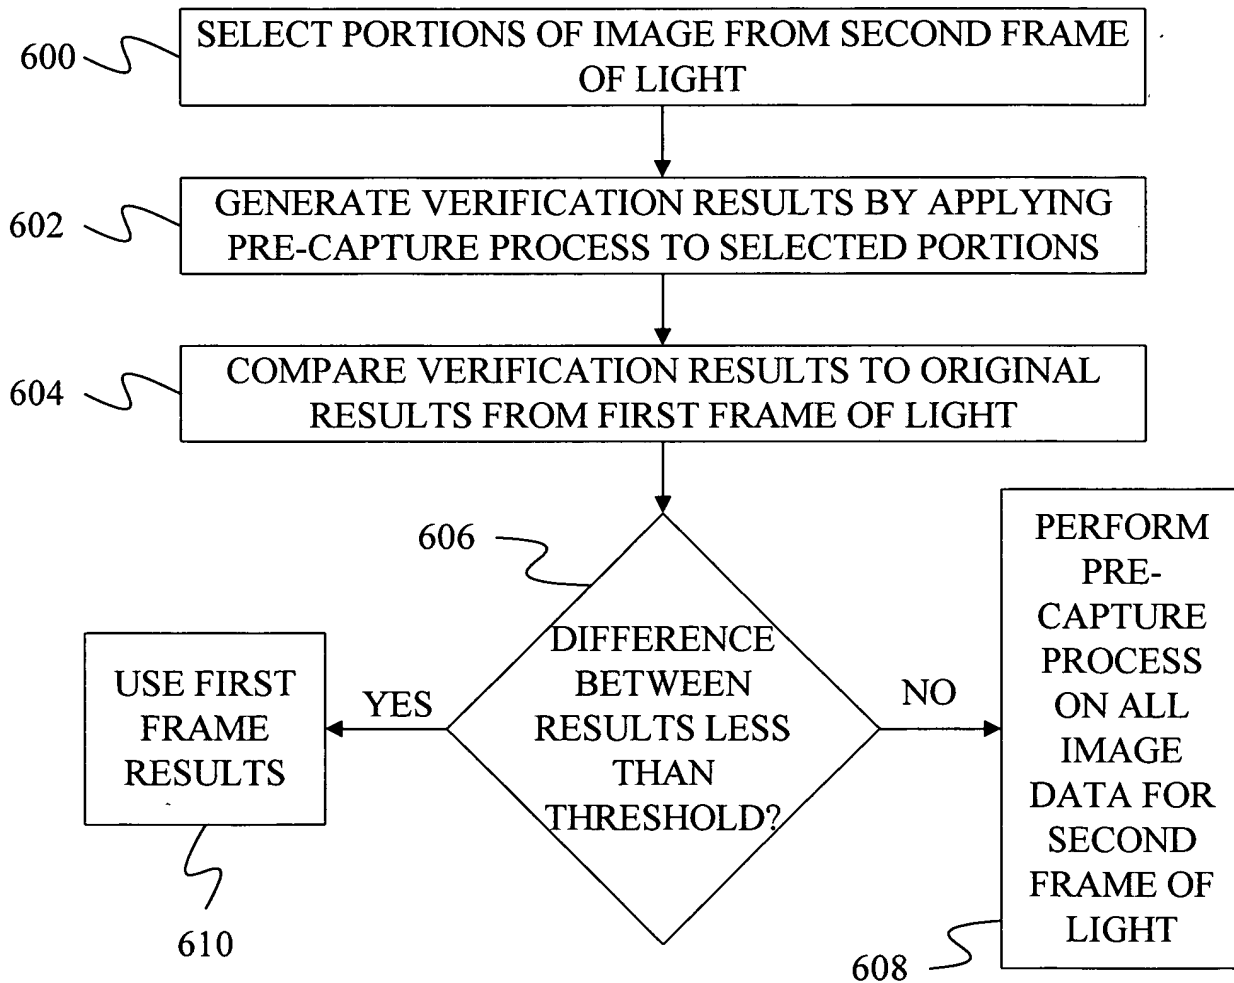 600
SELECT PORTIONS OF IMAGE FROM SECOND FRAME
OF LIGHT
602
GENERATE VERIFICATION RESULTS BY APPLYING
PRE-CAPTURE PROCESS TO SELECTED PORTIONS
604
COMPARE VERIFICATION RESULTS TO ORIGINAL
RESULTS FROM FIRST FRAME OF LIGHT
606
DIFFERENCE
BETWEEN
RESULTS LESS
THAN
THRESHOLD?
YES
USE FIRST
FRAME
RESULTS
610
NO
PERFORM
PRE-
CAPTURE
PROCESS
ON ALL
IMAGE
DATA FOR
SECOND
FRAME OF
LIGHT
608